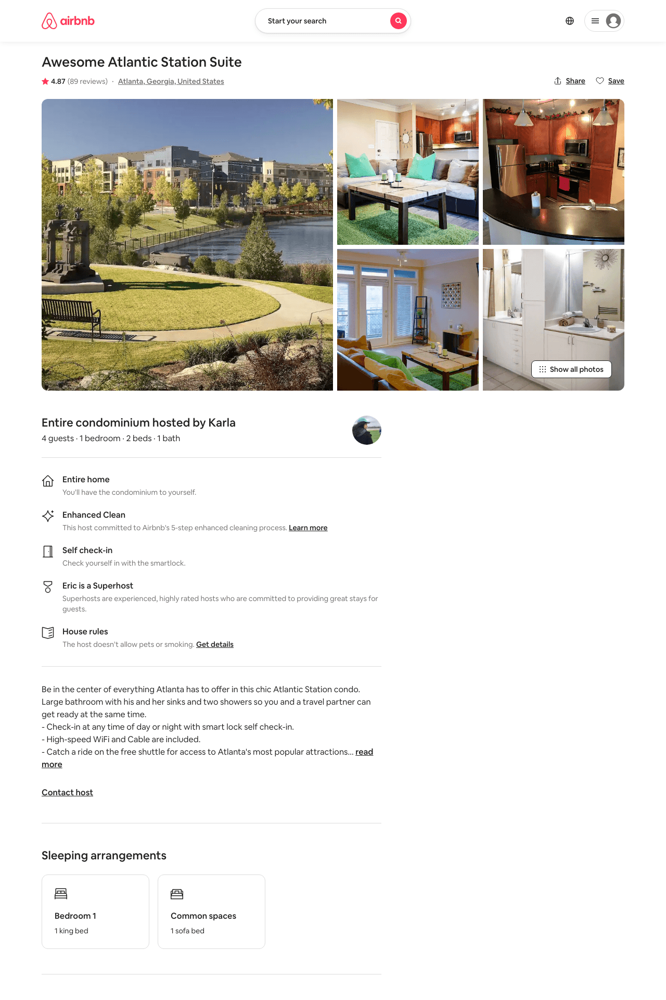 airbnb
Start your search
Awesome Atlantic Station Suite
4.87 (89 reviews) · Atlanta, Georgia, United States
Share
Save
Show all photos
Entire condominium hosted by Karla
4 guests · 1 bedroom · 2 beds · 1 bath
Entire home
You’ll have the condominium to yourself.
Enhanced Clean
This host committed to Airbnb's 5-step enhanced cleaning process. Learn more
Self check-in
Check yourself in with the smartlock.
Eric is a Superhost
Superhosts are experienced, highly rated hosts who are committed to providing great stays for
guests.
House rules
The host doesn’t allow pets or smoking. Get details
Be in the center of everything Atlanta has to offer in this chic Atlantic Station condo.
Large bathroom with his and her sinks and two showers so you and a travel partner can
get ready at the same time.
- Check-in at any time of day or night with smart lock self check-in.
- High-speed WiFi and Cable are included.
- Catch a ride on the free shuttle for access to Atlanta's most popular attractions... read
more
Contact host
Sleeping arrangements
Bedroom 1
1 king bed
Common spaces
1 sofa bed